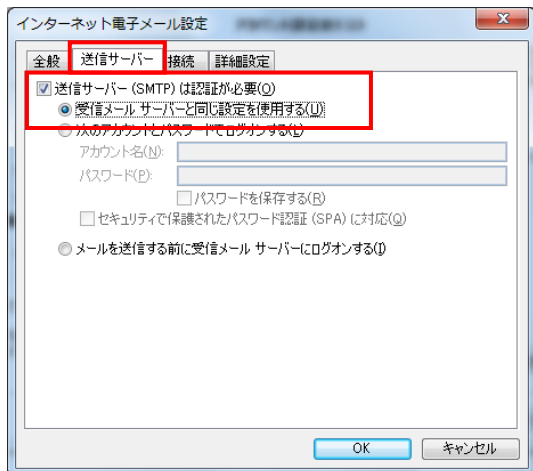 インターネット電子メール設定
全般 送信サーバー 接続 詳細設定
送信サーバー (SMTP) は認証が必要(O)
受信メール サーバーと同じ設定を使用する(U)
次のアカウントとパスワードでログオンする(L)
アカウント名(N):
パスワード(P):
パスワードを保存する(R)
セキュリティで保護されたパスワード認証 (SPA) に対応(Q)
メールを送信する前に受信メール サーバーにログオンする(I)
OK キャンセル